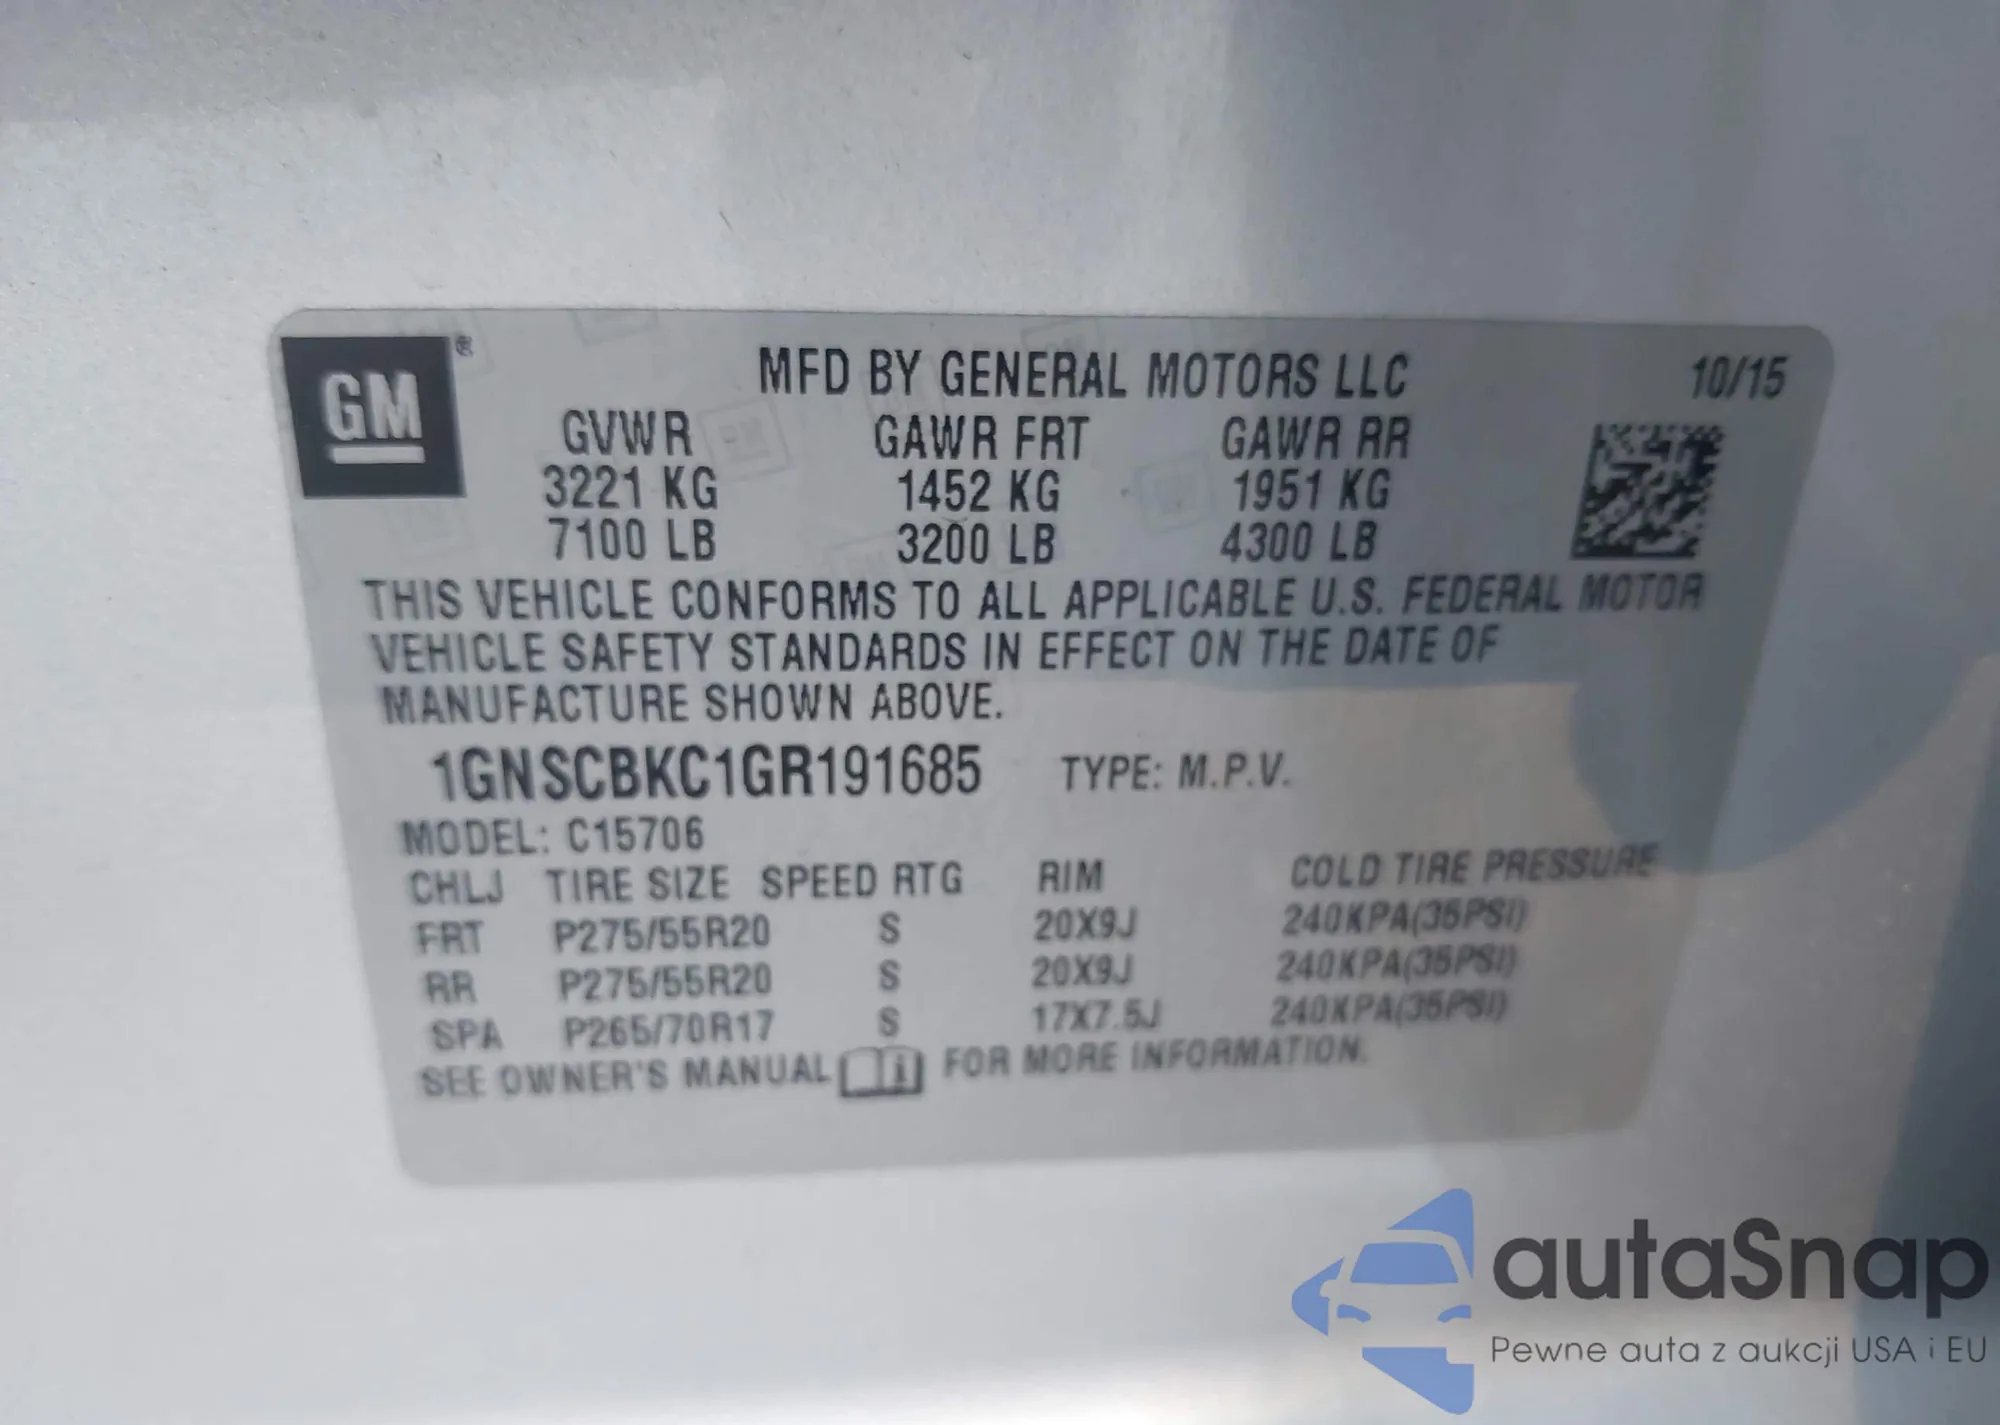 GM ®
MFD BY GENERAL MOTORS LLC 10/15
GVWR GAWR FRT GAWR RR
3221 KG 1452 KG 1951 KG
7100 LB 3200 LB 4300 LB
THIS VEHICLE CONFORMS TO ALL APPLICABLE U.S. FEDERAL MOTOR
VEHICLE SAFETY STANDARDS IN EFFECT ON THE DATE OF
MANUFACTURE SHOWN ABOVE.
1GNSCBKC1GR191685 TYPE: M.P.V.
MODEL: C15706
CHLJ TIRE SIZE SPEED RTG RIM COLD TIRE PRESSURE
FRT P275/55R20 S 20X9J 240KPA(35PSI)
RR P275/55R20 S 20X9J 240KPA(35PSI)
SPA P265/70R17 S 17X7.5J 240KPA(35PSI)
SEE OWNER'S MANUAL i FOR MORE INFORMATION.
autaSnap
Pewne auta z aukcji USA i EU